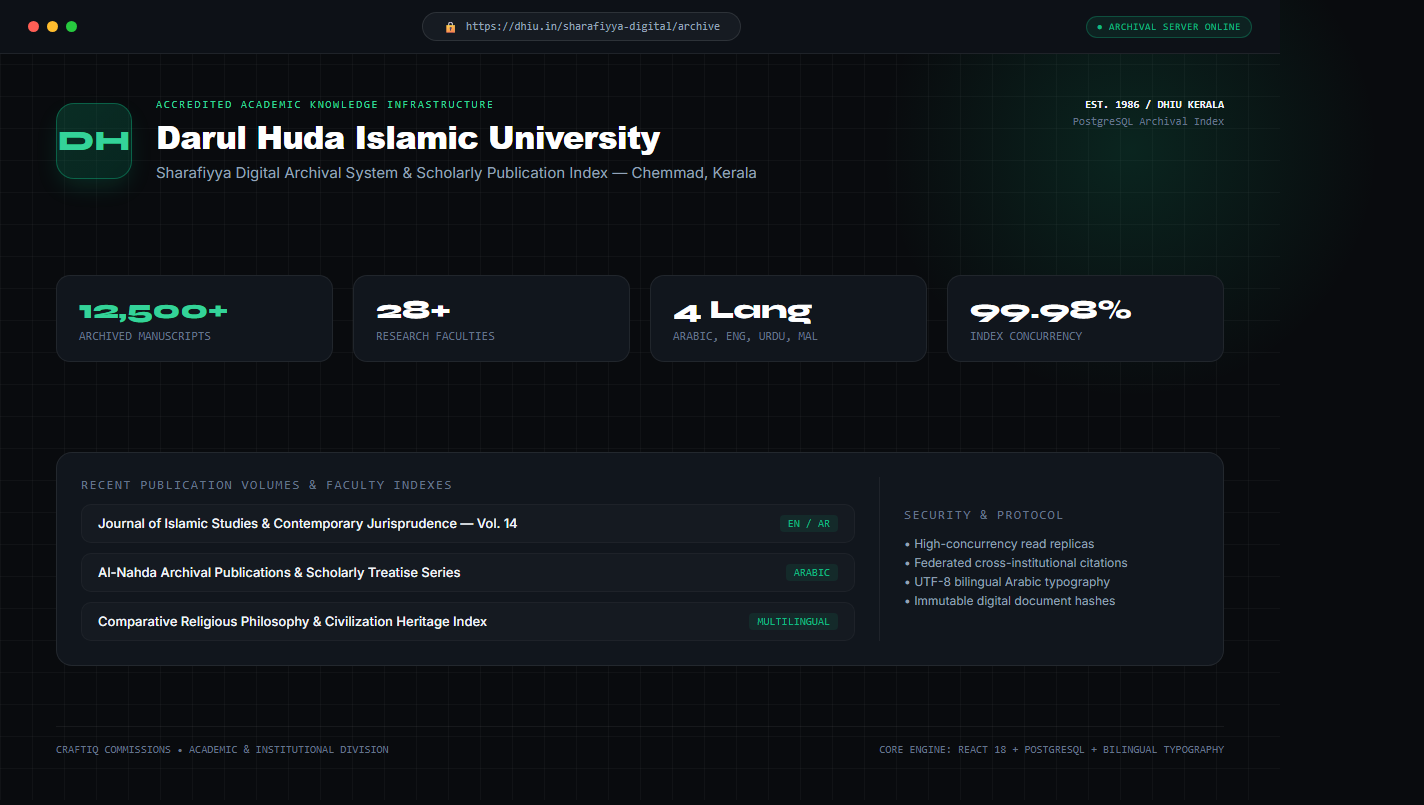 https://dhiu.in/sharafiyya-digital/archive
● ARCHIVAL SERVER ONLINE
DH
ACCREDITED ACADEMIC KNOWLEDGE INFRASTRUCTURE
Darul Huda Islamic University
Sharafiyya Digital Archival System & Scholarly Publication Index — Chemmad, Kerala
EST. 1986 / DHIU KERALA
PostgreSQL Archival Index
12,500+
ARCHIVED MANUSCRIPTS
28+
RESEARCH FACULTIES
4 Lang
ARABIC, ENG, URDU, MAL
99.98%
INDEX CONCURRENCY
RECENT PUBLICATION VOLUMES & FACULTY INDEXES
Journal of Islamic Studies & Contemporary Jurisprudence — Vol. 14
EN / AR
Al-Nahda Archival Publications & Scholarly Treatise Series
ARABIC
Comparative Religious Philosophy & Civilization Heritage Index
MULTILINGUAL
SECURITY & PROTOCOL
• High-concurrency read replicas
• Federated cross-institutional citations
• UTF-8 bilingual Arabic typography
• Immutable digital document hashes
CRAFTIQ COMMISSIONS • ACADEMIC & INSTITUTIONAL DIVISION
CORE ENGINE: REACT 18 + POSTGRESQL + BILINGUAL TYPOGRAPHY